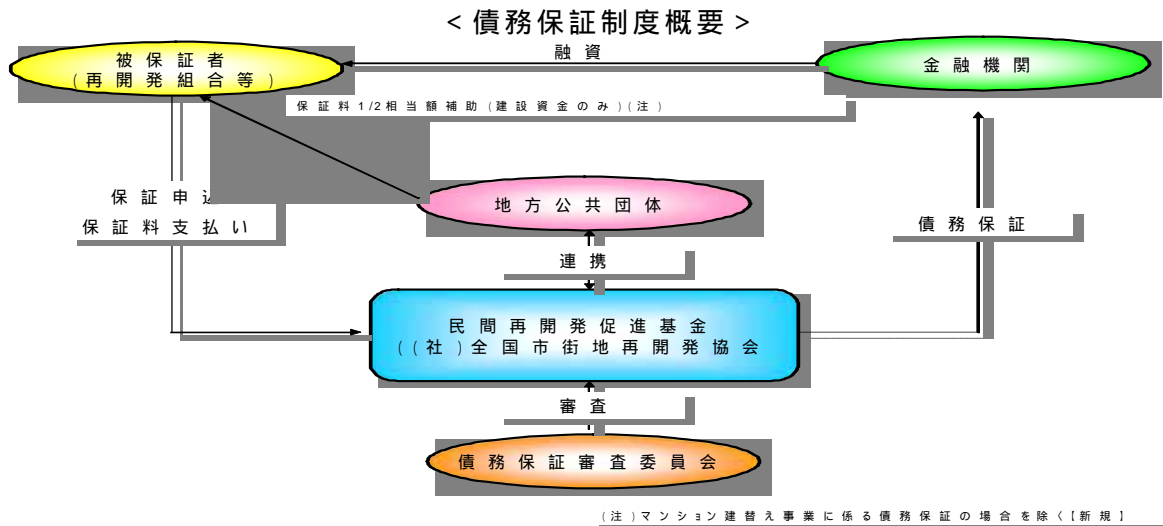 ＜債務保証制度概要＞
融資
被保証者
(再開発組合等)
金融機関
保証料1/2相当額補助(建設資金のみ)(注)
保証申込
保証料支払い
地方公共団体
債務保証
連携
民間再開発促進基金
((社)全国市街地再開発協会
審査
債務保証審査委員会
(注)マンション建替え事業に係る債務保証の場合を除く【新規】